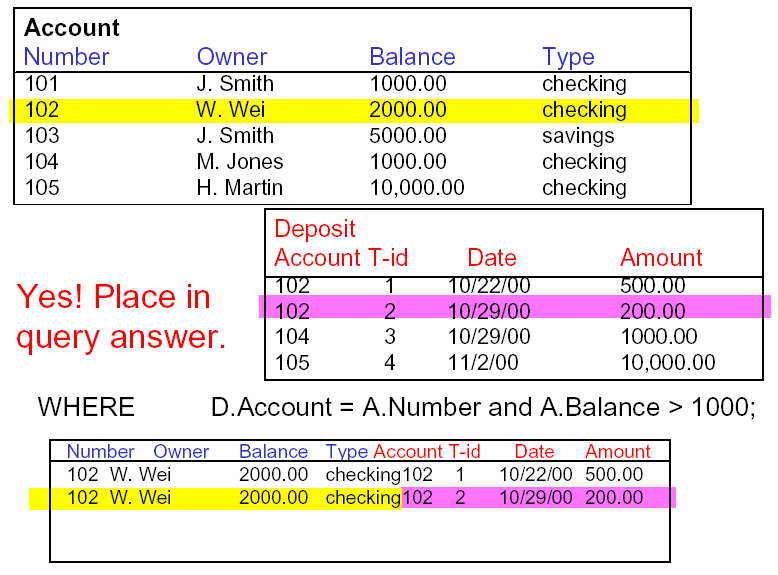 Account
Number Owner Balance Type
101 J. Smith 1000.00 checking
102 W. Wei 2000.00 checking
103 J. Smith 5000.00 savings
104 M. Jones 1000.00 checking
105 H. Martin 10,000.00 checking
Deposit
Account T-id Date Amount
102 1 10/22/00 500.00
102 2 10/29/00 200.00
104 3 10/29/00 1000.00
105 4 11/2/00 10,000.00
Yes! Place in
query answer.
WHERE D.Account = A.Number and A.Balance > 1000;
Number Owner Balance Type Account T-id Date Amount
102 W. Wei 2000.00 checking102 1 10/22/00 500.00
102 W. Wei 2000.00 checking102 2 10/29/00 200.00